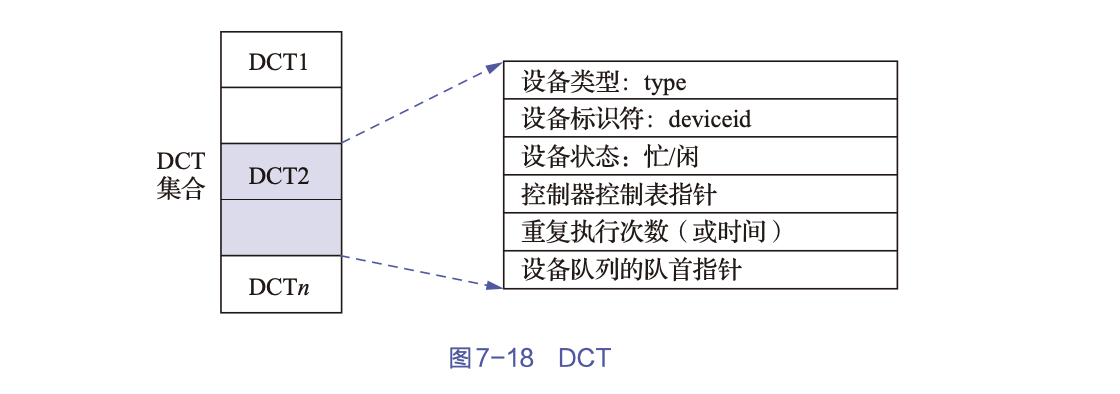 DCT1
DCT
集合
DCT2
DCTn
设备类型：type
设备标识符：deviceid
设备状态：忙/闲
控制器控制表指针
重复执行次数（或时间）
设备队列的队首指针
图7-18 DCT